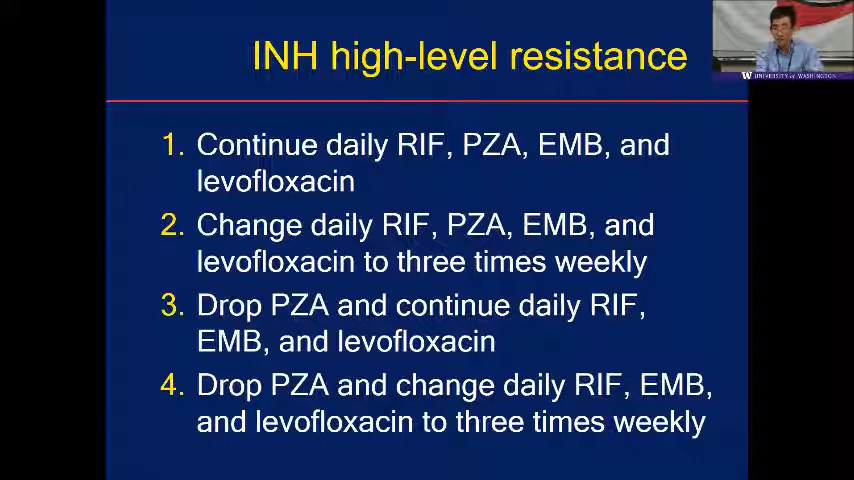 INH high-level resistance
W UNIVERSITY of WASHINGTON
1. Continue daily RIF, PZA, EMB, and
levofloxacin
2. Change daily RIF, PZA, EMB, and
levofloxacin to three times weekly
3. Drop PZA and continue daily RIF,
EMB, and levofloxacin
4. Drop PZA and change daily RIF, EMB,
and levofloxacin to three times weekly